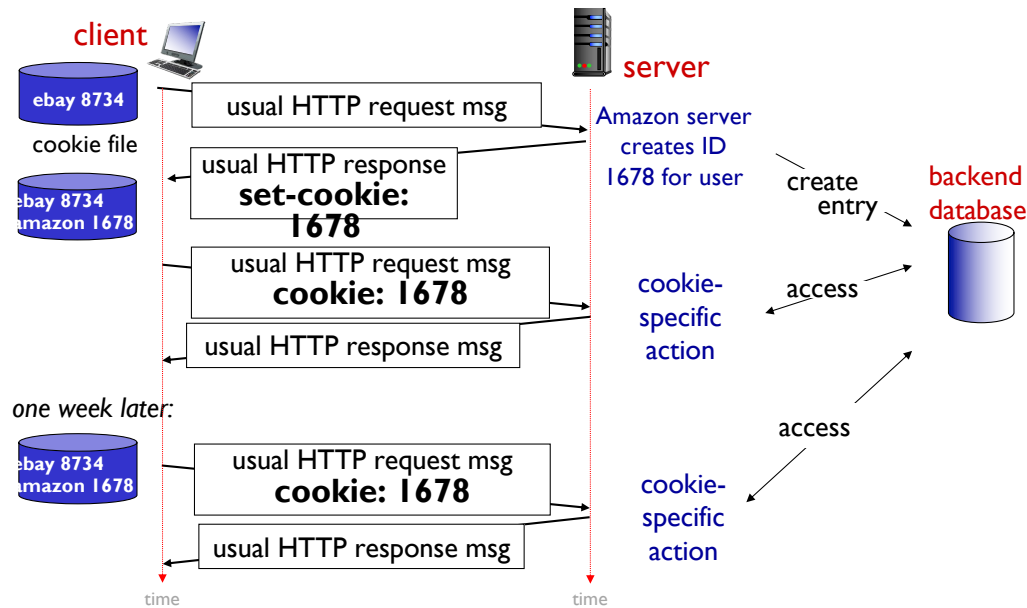 client
server
ebay 8734
usual HTTP request msg
Amazon server
creates ID
1678 for user
cookie file
usual HTTP response
set-cookie:
1678
create
entry
backend
database
ebay 8734
amazon 1678
usual HTTP request msg
cookie: 1678
cookie-
specific
action
access
usual HTTP response msg
one week later:
access
ebay 8734
amazon 1678
usual HTTP request msg
cookie: 1678
cookie-
specific
action
usual HTTP response msg
time
time